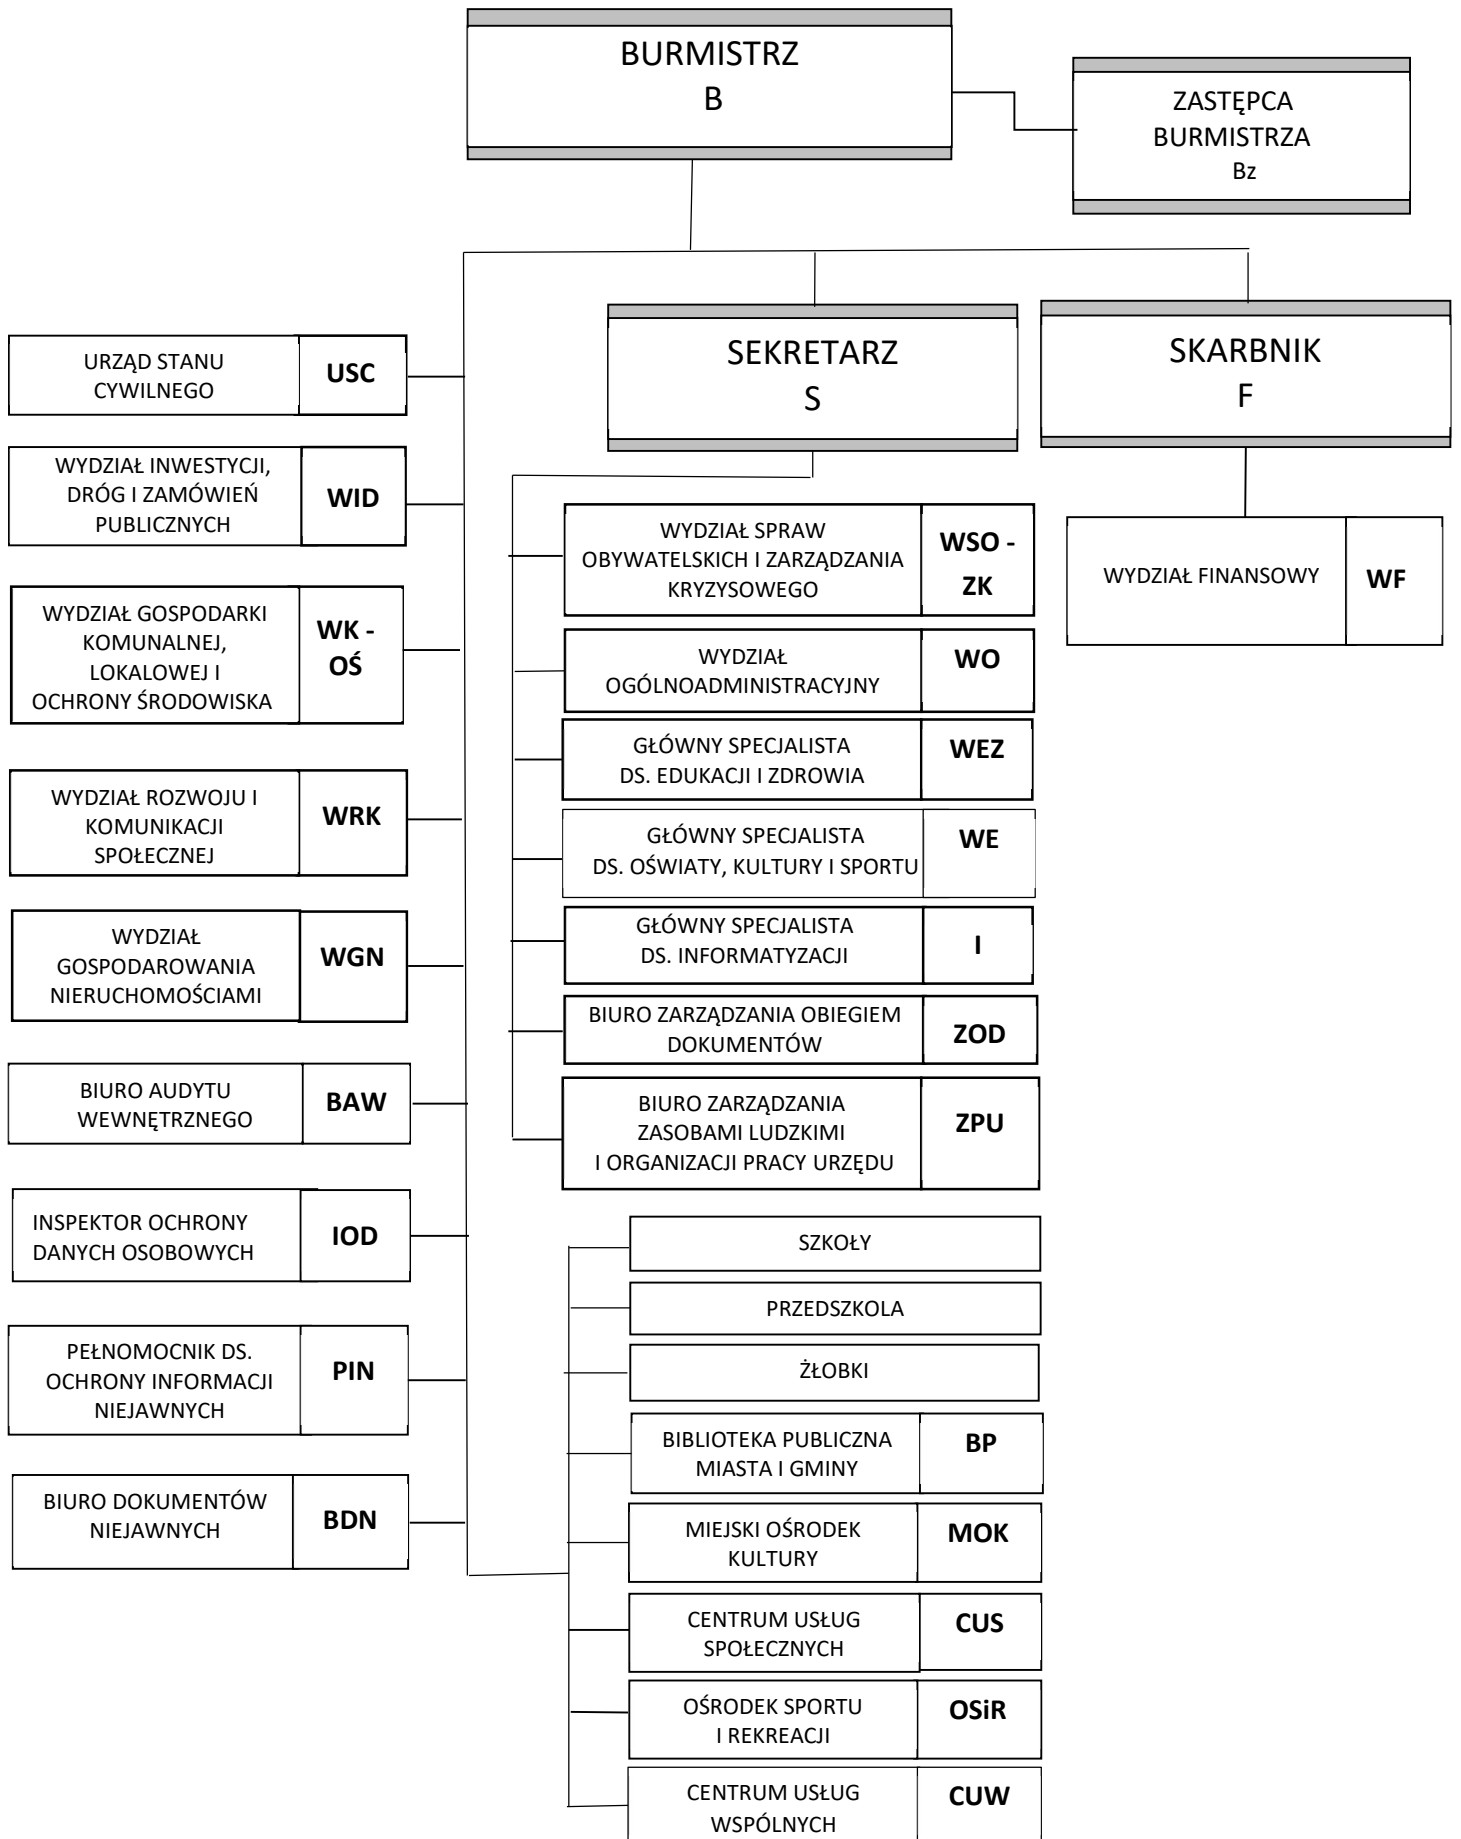 BURMISTRZ
B
ZASTĘPCA
BURMISTRZA
Bz
SEKRETARZ
S
SKARBNIK
F
URZĄD STANU
CYWILNEGO
USC
WYDZIAŁ INWESTYCJI,
DRÓG I ZAMÓWIEŃ
PUBLICZNYCH
WID
WYDZIAŁ GOSPODARKI
KOMUNALNEJ,
LOKALOWEJ I
OCHRONY ŚRODOWISKA
WK -
OŚ
WYDZIAŁ ROZWOJU I
KOMUNIKACJI
SPOŁECZNEJ
WRK
WYDZIAŁ
GOSPODAROWANIA
NIERUCHOMOŚCIAMI
WGN
BIURO AUDYTU
WEWNĘTRZNEGO
BAW
INSPEKTOR OCHRONY
DANYCH OSOBOWYCH
IOD
PEŁNOMOCNIK DS.
OCHRONY INFORMACJI
NIEJAWNYCH
PIN
BIURO DOKUMENTÓW
NIEJAWNYCH
BDN
WYDZIAŁ SPRAW
OBYWATELSKICH I ZARZĄDZANIA
KRYZYSOWEGO
WSO -
ZK
WYDZIAŁ
OGÓLNOADMINISTRACYJNY
WO
GŁÓWNY SPECJALISTA
DS. EDUKACJI I ZDROWIA
WEZ
GŁÓWNY SPECJALISTA
DS. OŚWIATY, KULTURY I SPORTU
WE
GŁÓWNY SPECJALISTA
DS. INFORMATYZACJI
I
BIURO ZARZĄDZANIA OBIEGIEM
DOKUMENTÓW
ZOD
BIURO ZARZĄDZANIA
ZASOBAMI LUDZKIMI
I ORGANIZACJI PRACY URZĘDU
ZPU
WYDZIAŁ FINANSOWY
WF
SZKOŁY
PRZEDSZKOLA
ŻŁOBKI
BIBLIOTEKA PUBLICZNA
MIASTA I GMINY
BP
MIEJSKI OŚRODEK
KULTURY
MOK
CENTRUM USŁUG
SPOŁECZNYCH
CUS
OŚRODEK SPORTU
I REKREACJI
OSiR
CENTRUM USŁUG
WSPÓLNYCH
CUW